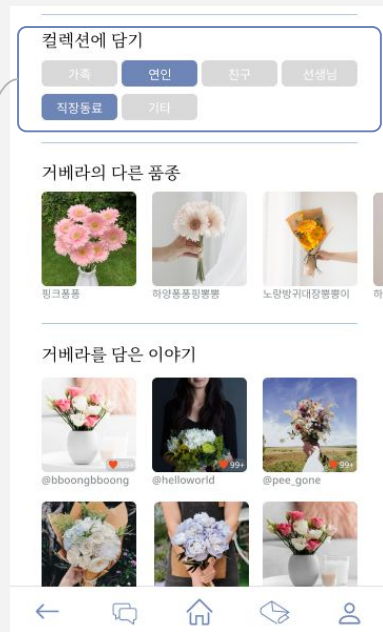 컬렉션에 담기
가족 연인 친구 선생님
직장동료 기타
거베라의 다른 품종
핑크퐁퐁 하양퐁퐁핑뿅뿅 노랑방귀대장뿡뿡이 하
거베라를 담은 이야기
99+ 99+ 99+
@bboongbboong @helloworld @pee_gone